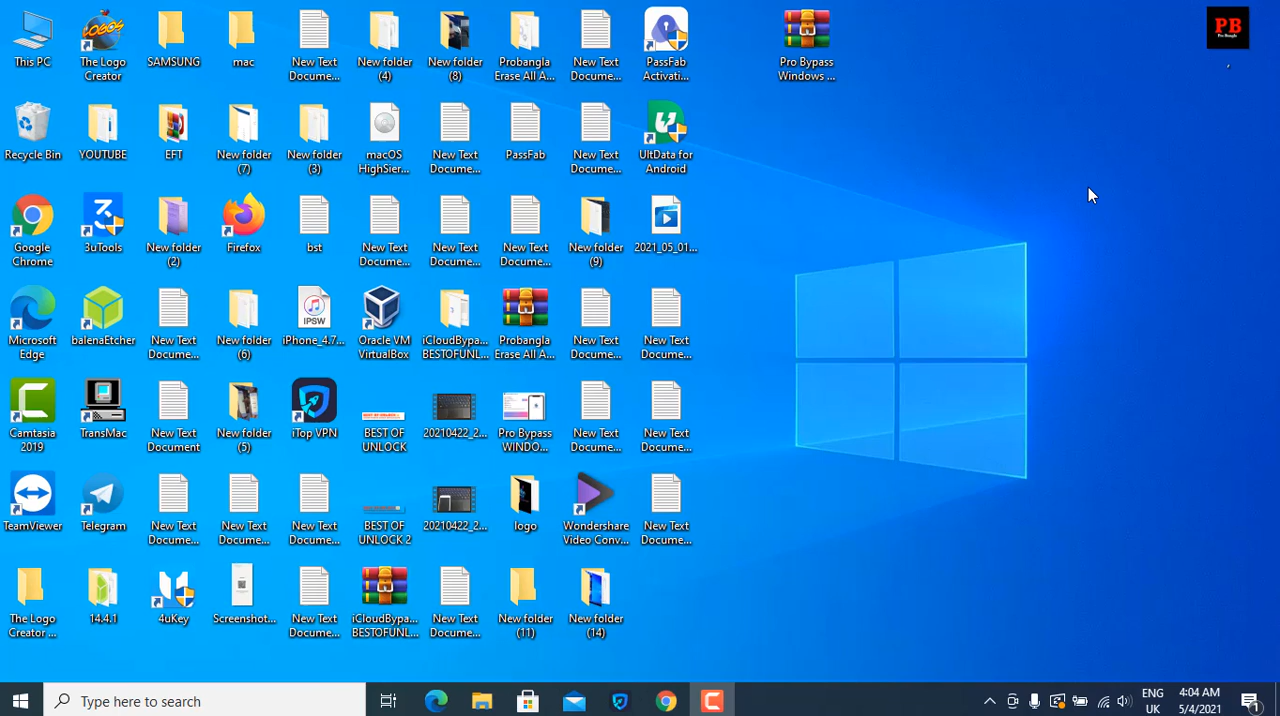 This PC
The Logo
Creator
SAMSUNG
mac
New Text
Docume...
New folder
(4)
New folder
(8)
Probangla
Erase All A...
New Text
Docume...
PassFab
Activati...
Pro Bypass
Windows ...
PB
Recycle Bin
YOUTUBE
EFT
New folder
(7)
New folder
(3)
macOS
HighSier...
New Text
Docume...
PassFab
New Text
Docume...
UltData for
Android
Google
Chrome
3uTools
New folder
(2)
Firefox
bst
New Text
Docume...
New Text
Docume...
New Text
Docume...
New folder
(9)
2021_05_01...
Microsoft
Edge
balenaEtcher
New Text
Docume...
New folder
(6)
IPSW
iPhone_4.7...
Oracle VM
VirtualBox
iCloudBypa...
BESTOFUNL...
Probangla
Erase All A...
New Text
Docume...
New Text
Docume...
Camtasia
2019
TransMac
New Text
Document
New folder
(5)
iTop VPN
BEST OF
UNLOCK
20210422_2...
Pro Bypass
WINDO...
New Text
Docume...
New Text
Docume...
TeamViewer
Telegram
New Text
Docume...
New Text
Docume...
New Text
Docume...
BEST OF
UNLOCK 2
20210422_2...
logo
Wondershare
Video Conv...
New Text
Docume...
The Logo
Creator ...
14.4.1
4uKey
Screenshot...
New Text
Docume...
iCloudBypa...
BESTOFUNL...
New Text
Docume...
New folder
(11)
New folder
(14)
Type here to search
ENG
UK
4:04 AM
5/4/2021
1